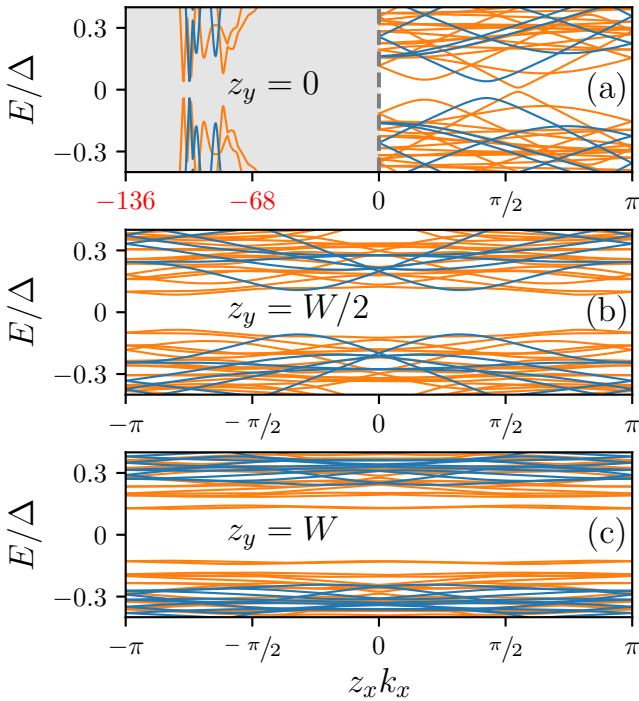 E/Δ
0.3
0
−0.3
z_y = 0
(a)
−136
−68
0
π/2
π
E/Δ
0.3
0
−0.3
z_y = W/2
(b)
−π
−π/2
0
π/2
π
E/Δ
0.3
0
−0.3
z_y = W
(c)
−π
−π/2
0
π/2
π
z_x k_x